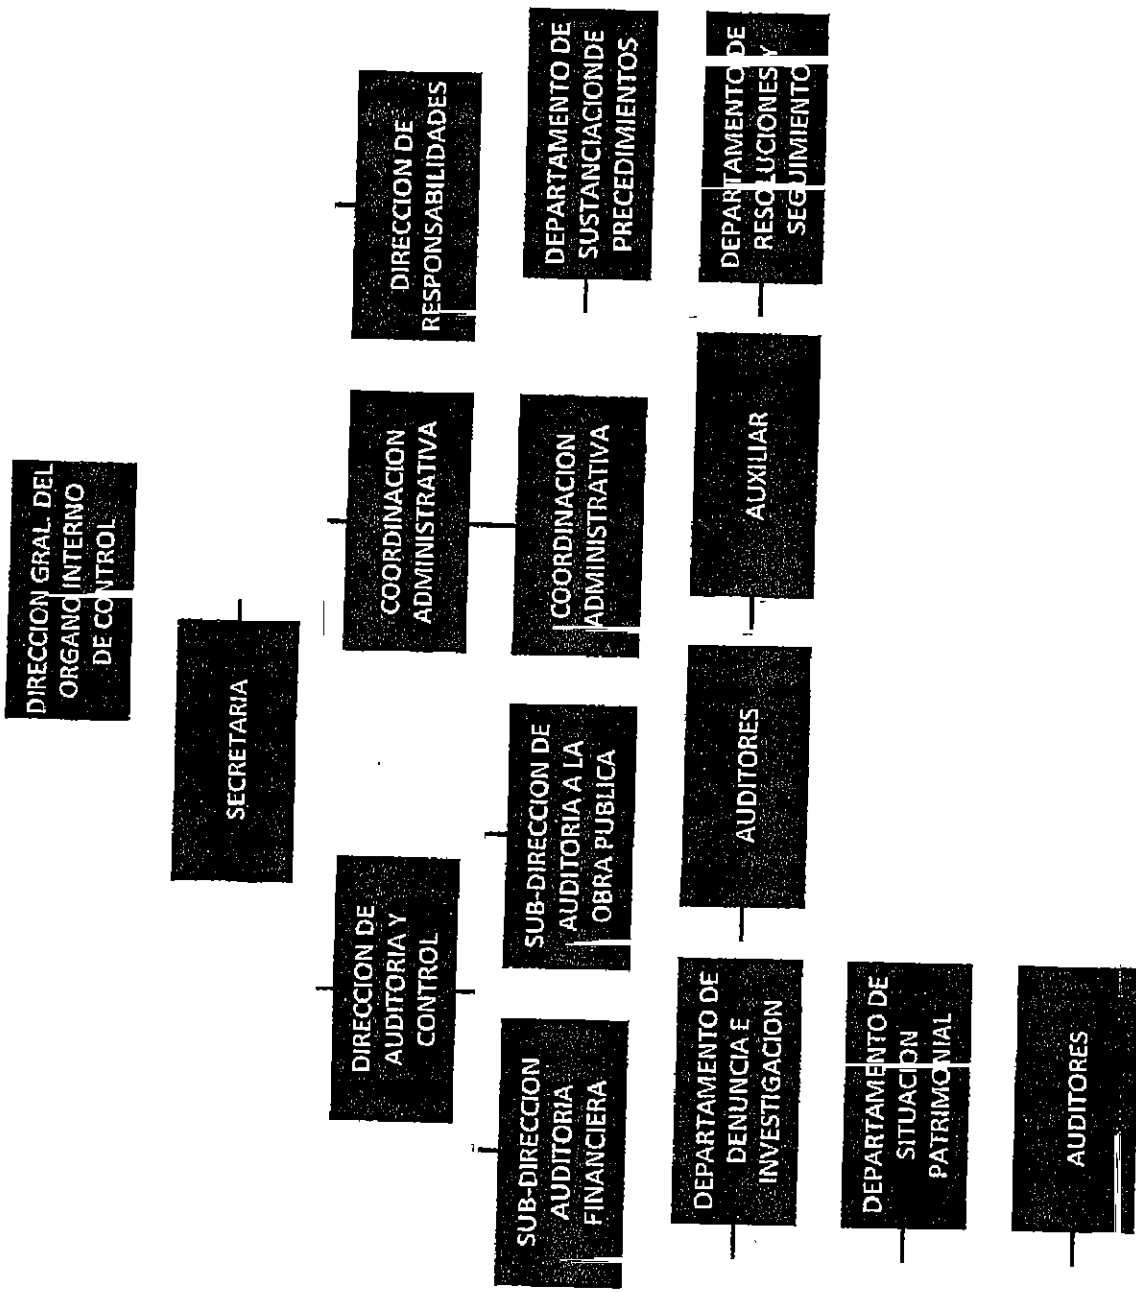 DIRECCION GRAL. DEL
ORGANO INTERNO
DE CONTROL
SECRETARIA
DIRECCION DE
AUDITORIA Y
CONTROL
COORDINACION
ADMINISTRATIVA
DIRECCION DE
RESPONSABILIDADES
SUB-DIRECCION
AUDITORIA
FINANCIERA
SUB-DIRECCION DE
AUDITORIA A LA
OBRA PUBLICA
COORDINACION
ADMINISTRATIVA
DEPARTAMENTO DE
SUSTANCIACIONDE
PRECEDIMIENTOS
DEPARTAMENTO DE
DENUNCIA E
INVESTIGACION
AUDITORES
AUXILIAR
DEPARTAMENTO DE
RESOLUCIONES Y
SEGUIMIENTO
DEPARTAMENTO DE
SITUACION
PATRIMONIAL
AUDITORES